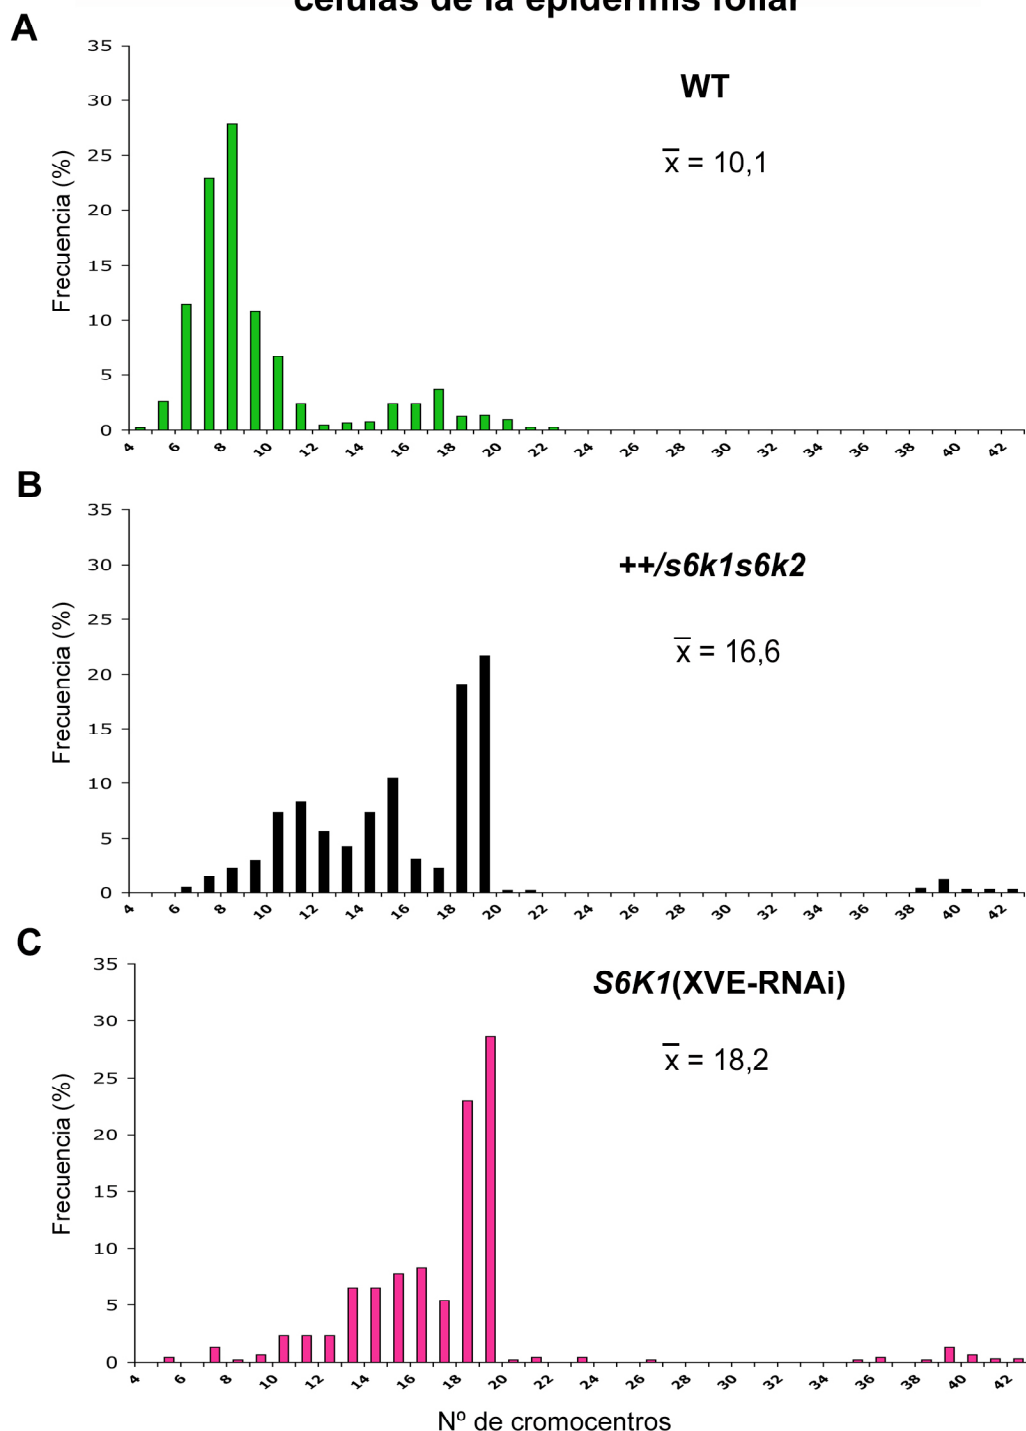 células de la epidermis foliar
A
35
30
25
20
15
10
5
0
Frecuencia (%)
WT
x̄ = 10,1
4 6 8 10 12 14 16 18 20 22 24 26 28 30 32 34 36 38 40 42
B
35
30
25
20
15
10
5
0
Frecuencia (%)
++/s6k1s6k2
x̄ = 16,6
4 6 8 10 12 14 16 18 20 22 24 26 28 30 32 34 36 38 40 42
C
35
30
25
20
15
10
5
0
Frecuencia (%)
S6K1(XVE-RNAi)
x̄ = 18,2
4 6 8 10 12 14 16 18 20 22 24 26 28 30 32 34 36 38 40 42
Nº de cromocentros